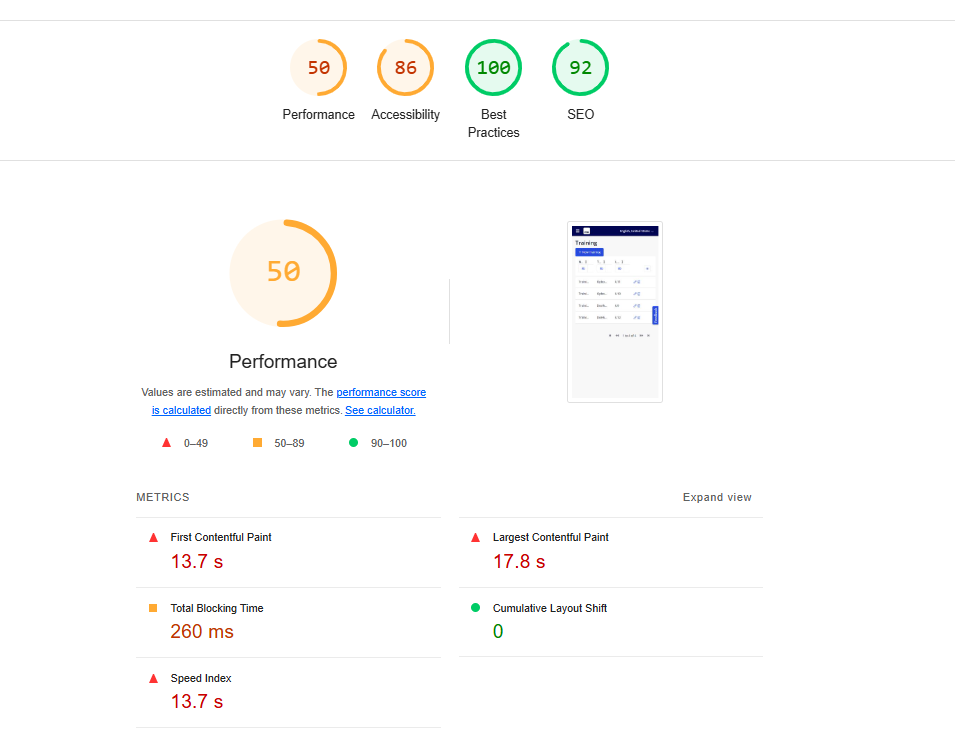 50
86
100
92
Performance
Accessibility
Best
Practices
SEO
50
Performance
Values are estimated and may vary. The performance score
is calculated directly from these metrics. See calculator.
0–49
50–89
90–100
Training
METRICS
Expand view
First Contentful Paint
13.7 s
Largest Contentful Paint
17.8 s
Total Blocking Time
260 ms
Cumulative Layout Shift
0
Speed Index
13.7 s